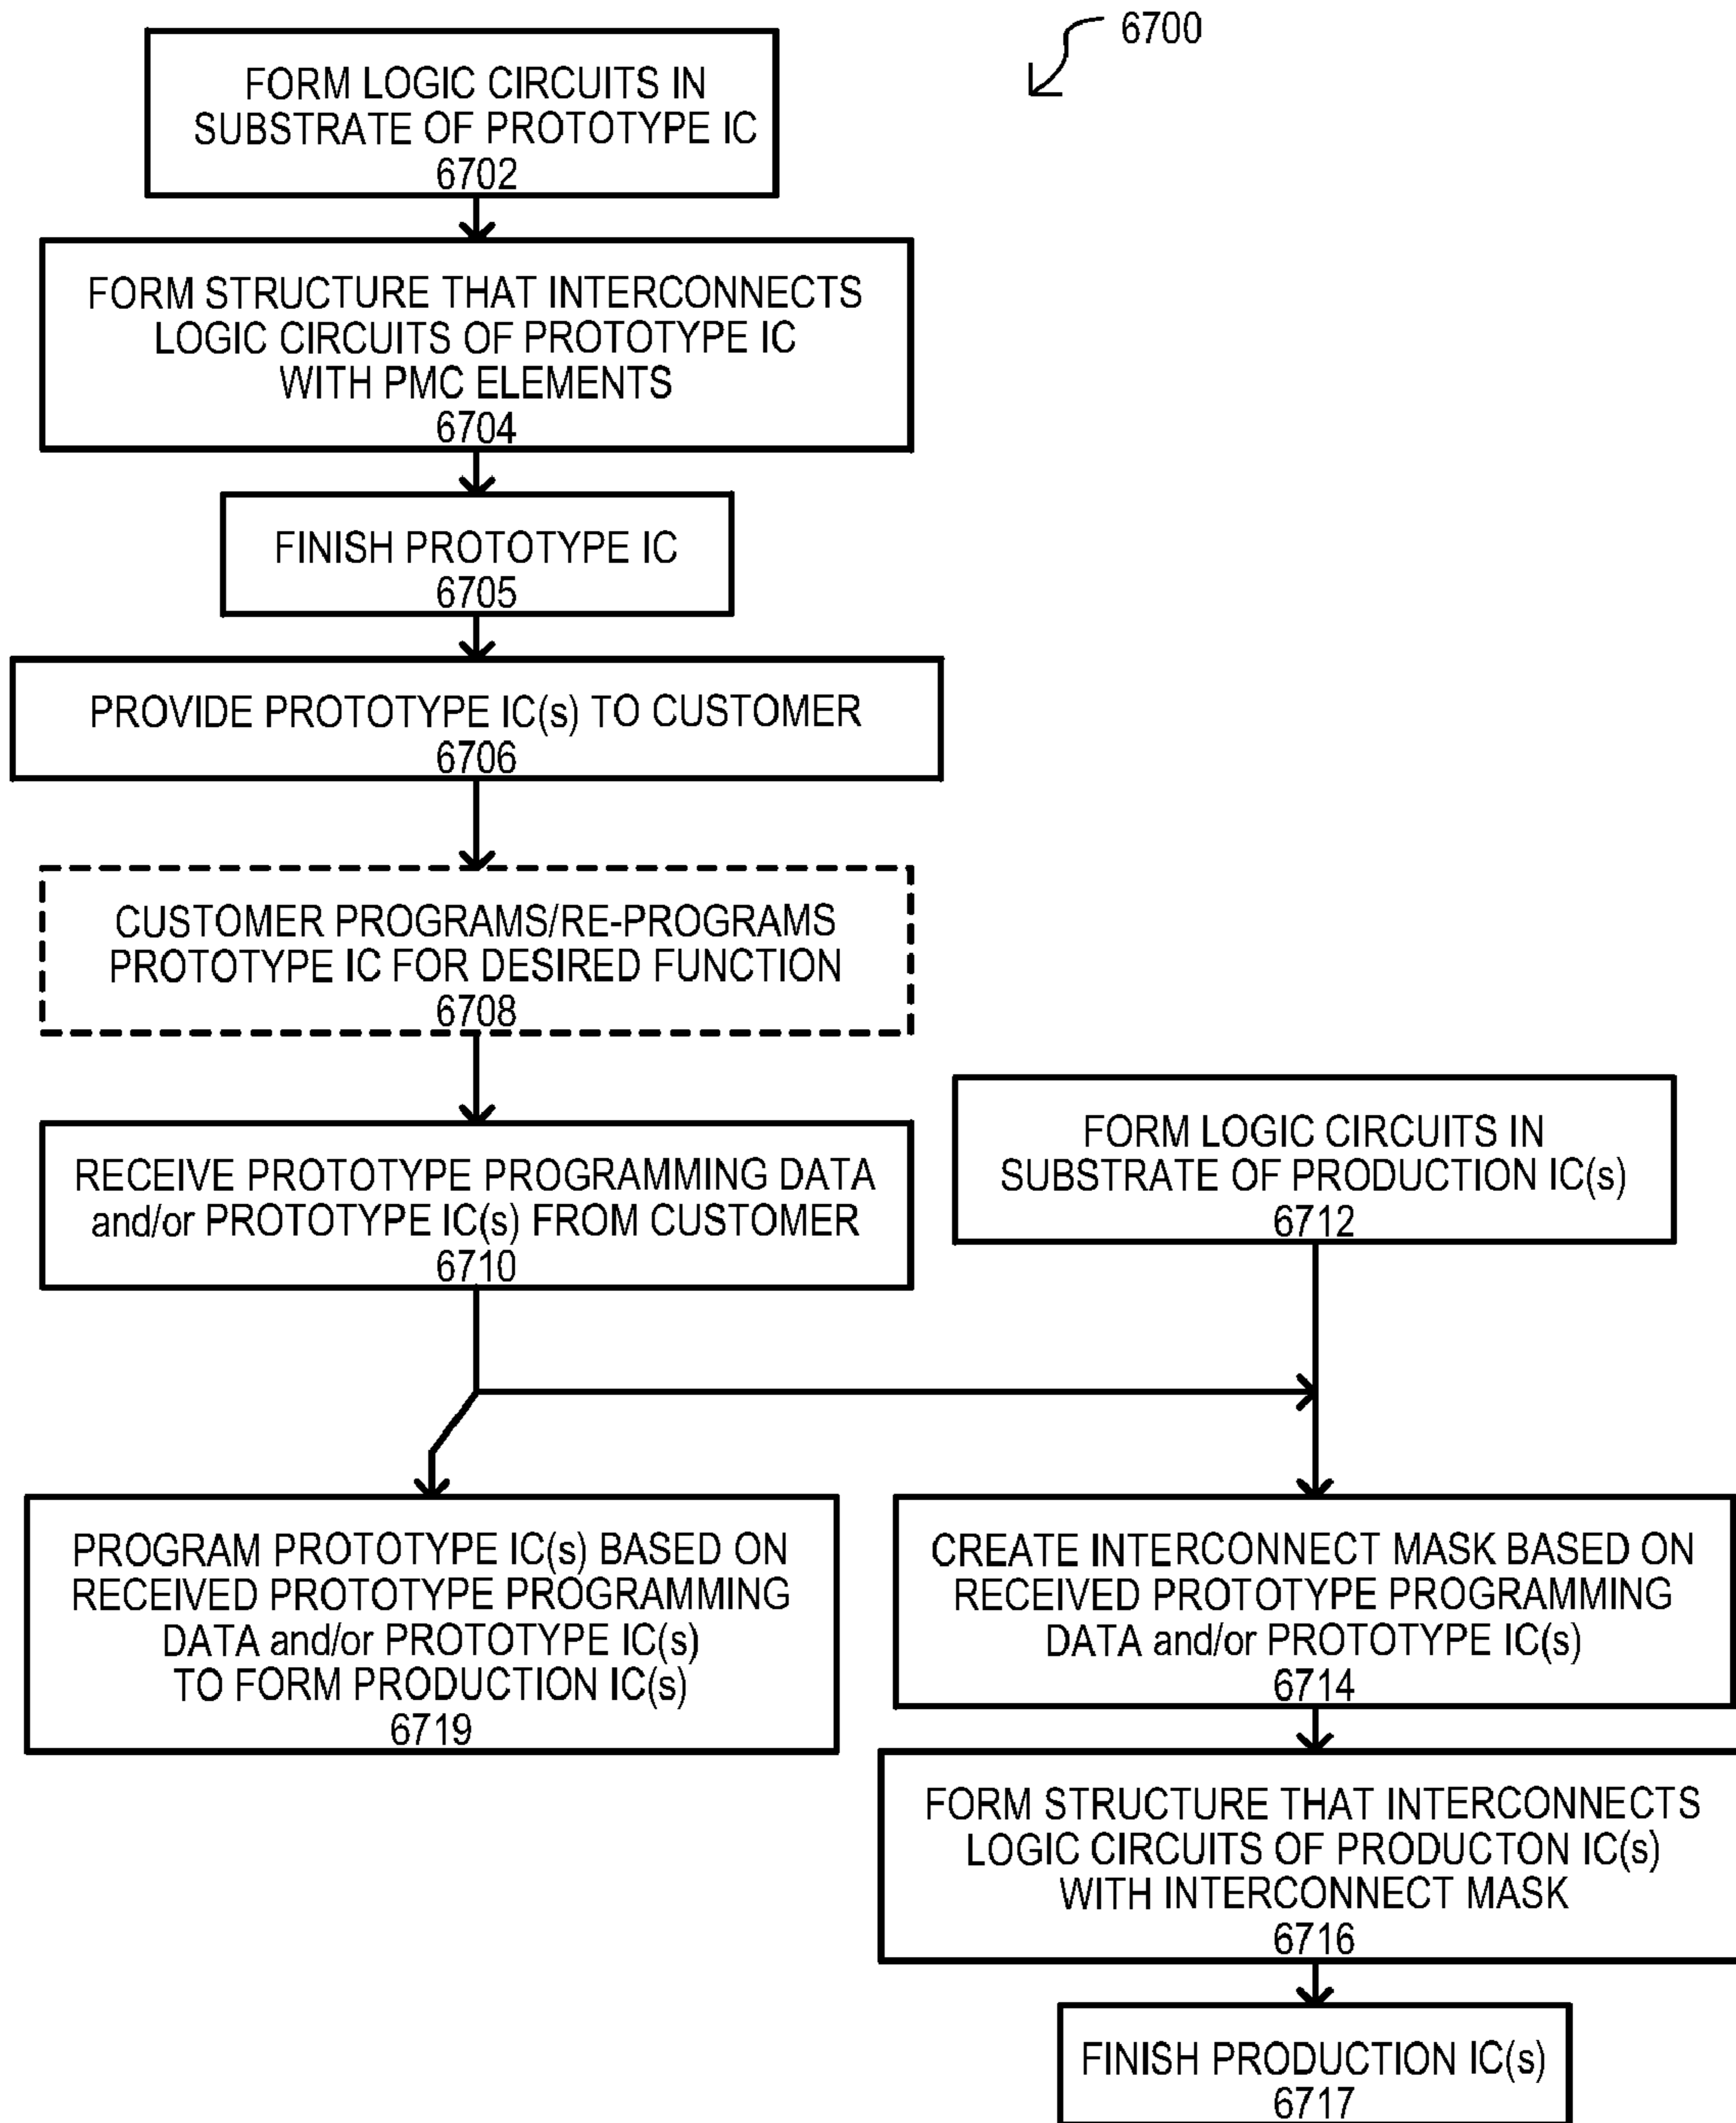 6700
FORM LOGIC CIRCUITS IN
SUBSTRATE OF PROTOTYPE IC
6702
FORM STRUCTURE THAT INTERCONNECTS
LOGIC CIRCUITS OF PROTOTYPE IC
WITH PMC ELEMENTS
6704
FINISH PROTOTYPE IC
6705
PROVIDE PROTOTYPE IC(s) TO CUSTOMER
6706
CUSTOMER PROGRAMS/RE-PROGRAMS
PROTOTYPE IC FOR DESIRED FUNCTION
6708
RECEIVE PROTOTYPE PROGRAMMING DATA
and/or PROTOTYPE IC(s) FROM CUSTOMER
6710
FORM LOGIC CIRCUITS IN
SUBSTRATE OF PRODUCTION IC(s)
6712
PROGRAM PROTOTYPE IC(s) BASED ON
RECEIVED PROTOTYPE PROGRAMMING
DATA and/or PROTOTYPE IC(s)
TO FORM PRODUCTION IC(s)
6719
CREATE INTERCONNECT MASK BASED ON
RECEIVED PROTOTYPE PROGRAMMING
DATA and/or PROTOTYPE IC(s)
6714
FORM STRUCTURE THAT INTERCONNECTS
LOGIC CIRCUITS OF PRODUCTON IC(s)
WITH INTERCONNECT MASK
6716
FINISH PRODUCTION IC(s)
6717